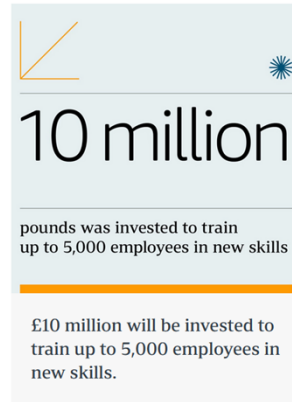 10 million
pounds was invested to train
up to 5,000 employees in new skills
£10 million will be invested to
train up to 5,000 employees in
new skills.